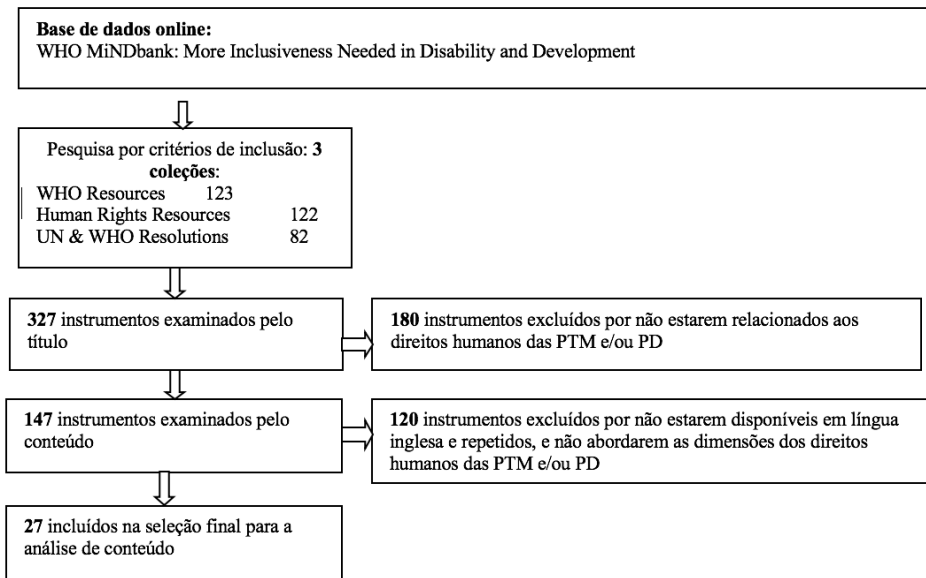 Base de dados online:
WHO MiNDbank: More Inclusiveness Needed in Disability and Development
Pesquisa por critérios de inclusão: 3
coleções:
WHO Resources 123
Human Rights Resources 122
UN & WHO Resolutions 82
327 instrumentos examinados pelo
título
180 instrumentos excluídos por não estarem relacionados aos
direitos humanos das PTM e/ou PD
147 instrumentos examinados pelo
conteúdo
120 instrumentos excluídos por não estarem disponíveis em língua
inglesa e repetidos, e não abordarem as dimensões dos direitos
humanos das PTM e/ou PD
27 incluídos na seleção final para a
análise de conteúdo